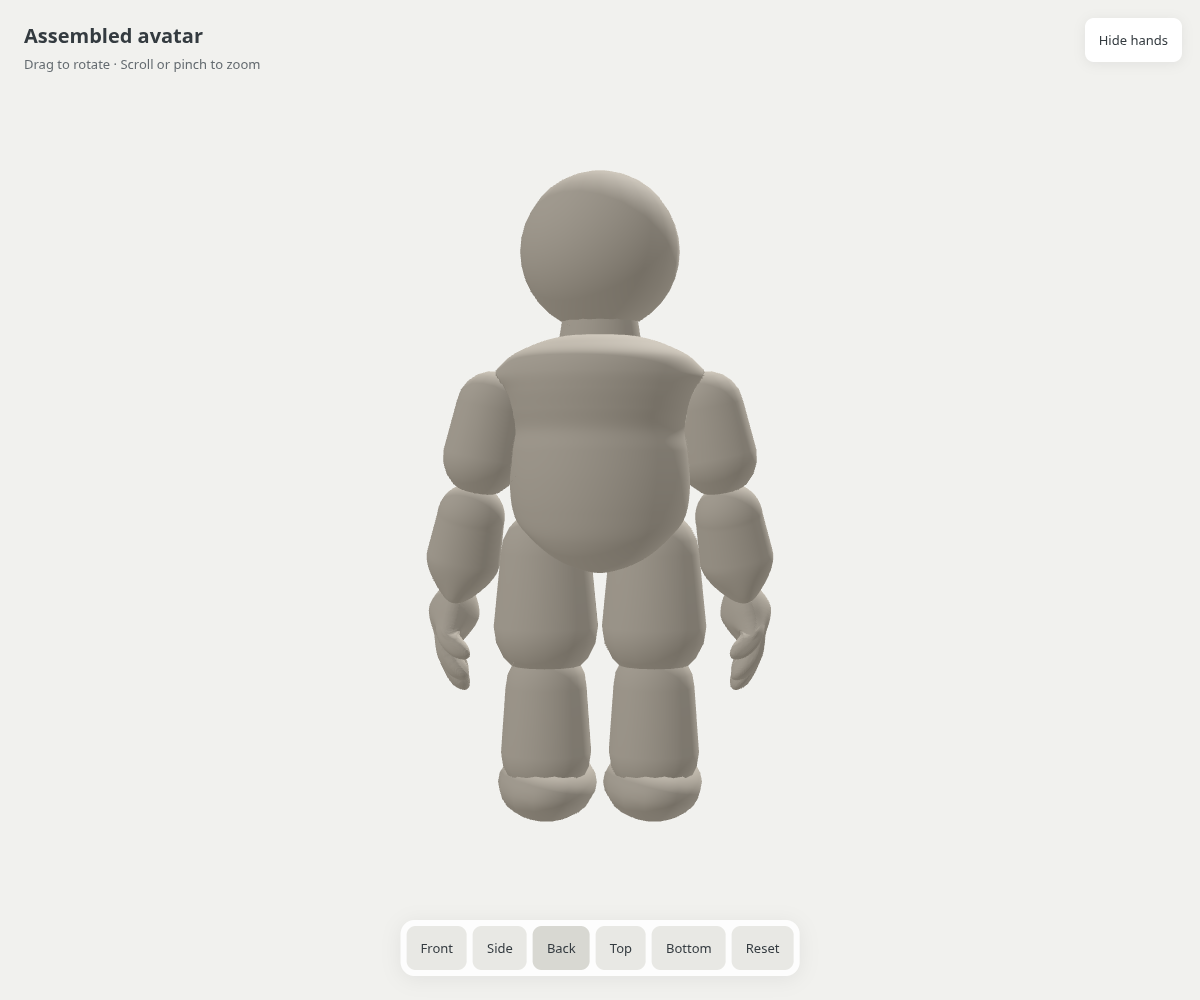 Assembled avatar
Drag to rotate · Scroll or pinch to zoom
Hide hands
Front Side Back Top Bottom Reset